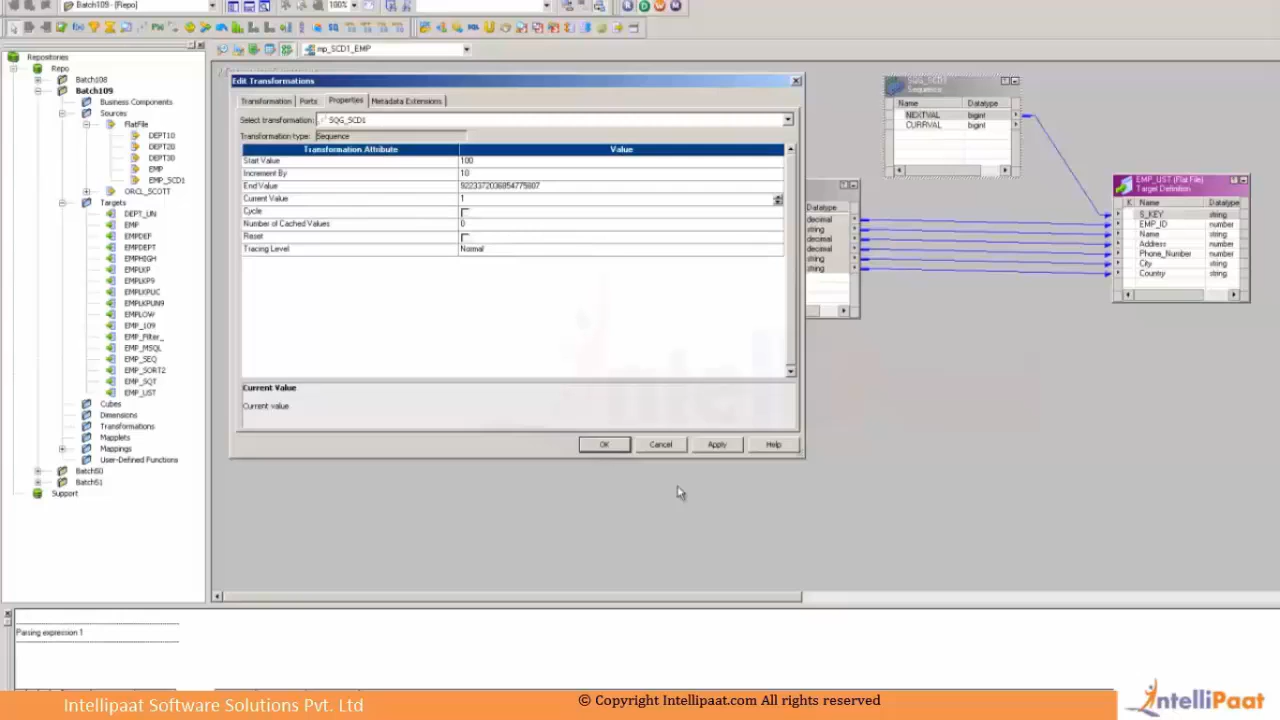 Batch109 - [Repo]
100%
mp_SCD1_EMP
Repositories
Repo
Batch108
Batch109
Business Components
Sources
FlatFile
DEPT10
DEPT20
DEPT30
EMP
EMP_SCD1
ORCL_SCOTT
Targets
DEPT_UN
EMP
EMPDEF
EMPDEPT
EMPHIGH
EMPLKP
EMPLKP9
EMPLKPUC
EMPLKPUN9
EMPLOW
EMP_109
EMP_Filter_
EMP_MSQL
EMP_SEQ
EMP_SORT2
EMP_SQT
EMP_UST
Cubes
Dimensions
Transformations
Mapplets
Mappings
User-Defined Functions
Batch50
Batch51
Support
Edit Transformations
Transformation Ports Properties Metadata Extensions
Select transformation: SQG_SCD1
Transformation type: Sequence
Transformation Attribute Value
Start Value 100
Increment By 10
End Value 9223372036854775807
Current Value 1
Cycle
Number of Cached Values 0
Reset
Tracing Level Normal
Current Value
Current value
OK Cancel Apply Help
Sequence
Name Datatype
NEXTVAL bigint
CURRVAL bigint
Datatype
decimal
string
decimal
decimal
string
string
EMP_UST (Flat File)
Target Definition
K Name Datatype
S_KEY string
EMP_ID number
Name string
Address number
Phone_Number number
City string
Country string
Parsing expression 1
Intellipaat Software Solutions Pvt. Ltd
© Copyright Intellipaat.com All rights reserved
IntelliPaat